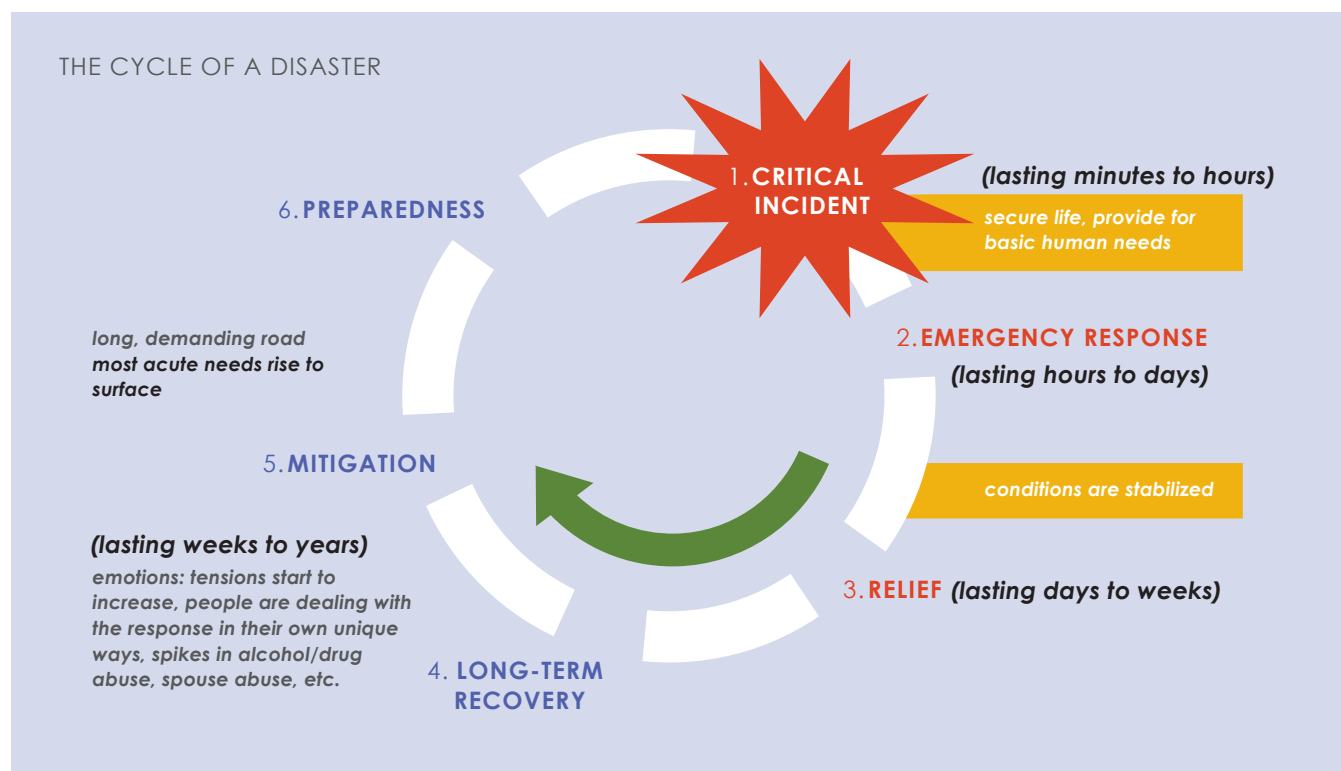 THE CYCLE OF A DISASTER
1. CRITICAL
INCIDENT
(lasting minutes to hours)
secure life, provide for
basic human needs
2. EMERGENCY RESPONSE
(lasting hours to days)
conditions are stabilized
3. RELIEF (lasting days to weeks)
4. LONG-TERM
RECOVERY
(lasting weeks to years)
emotions: tensions start to
increase, people are dealing with
the response in their own unique
ways, spikes in alcohol/drug
abuse, spouse abuse, etc.
5. MITIGATION
long, demanding road
most acute needs rise to
surface
6. PREPAREDNESS